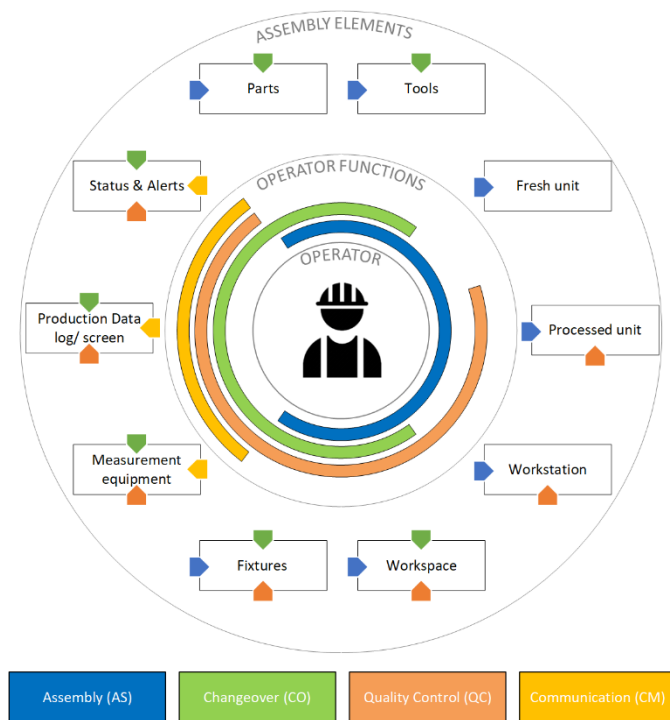 ASSEMBLY ELEMENTS
Parts
Tools
Status & Alerts
OPERATOR FUNCTIONS
Fresh unit
OPERATOR
Production Data
log/ screen
Processed unit
Measurement
equipment
Workstation
Fixtures
Workspace
Assembly (AS)
Changeover (CO)
Quality Control (QC)
Communication (CM)